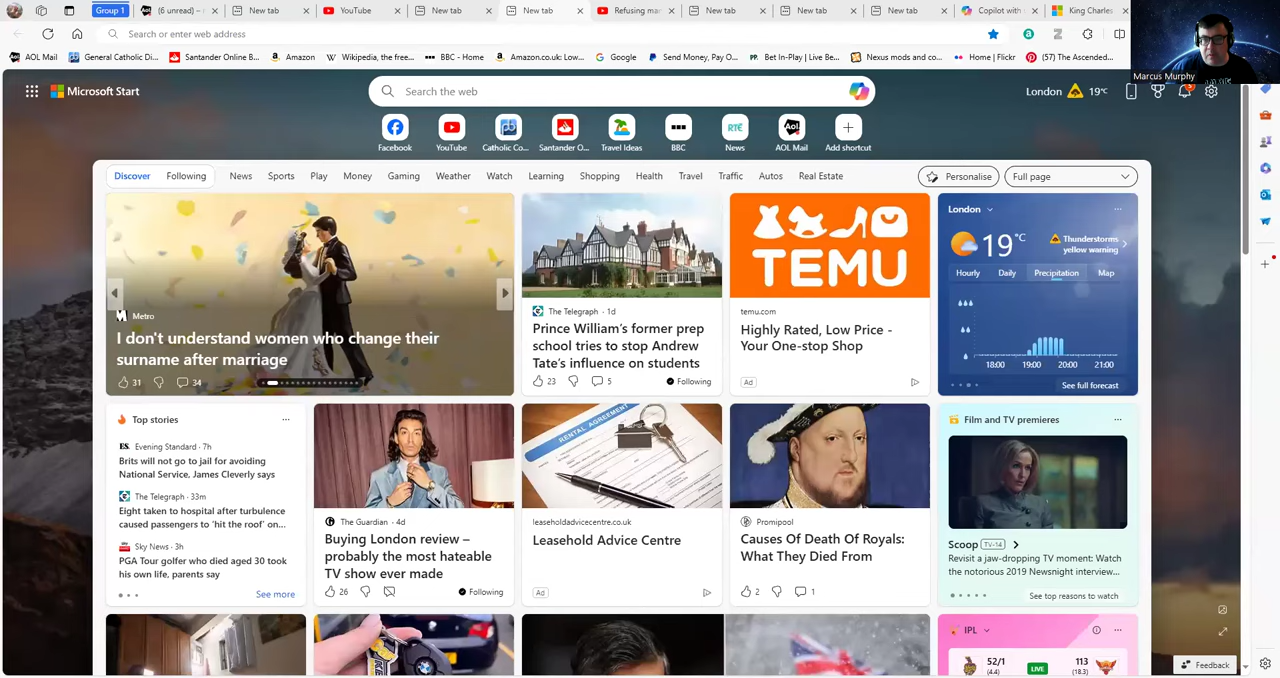 Group 1
(6 unread) –
New tab
YouTube
New tab
New tab
Refusing mar
New tab
New tab
New tab
Copilot with
King Charles
Search or enter web address
Marcus Murphy
AOL Mail
General Catholic Di...
Santander Online B...
Amazon
Wikipedia, the free...
BBC - Home
Amazon.co.uk: Low...
Google
Send Money, Pay O...
Bet In-Play | Live Be...
Nexus mods and co...
Home | Flickr
(57) The Ascended...
Microsoft Start
Search the web
London
19°C
Facebook
YouTube
Catholic Co...
Santander O...
Travel Ideas
BBC
RTÉ
News
Aol
AOL Mail
Add shortcut
Discover
Following
News
Sports
Play
Money
Gaming
Weather
Watch
Learning
Shopping
Health
Travel
Traffic
Autos
Real Estate
Personalise
Full page
Metro
I don't understand women who change their
surname after marriage
31
34
The Telegraph · 1d
Prince William's former prep
school tries to stop Andrew
Tate's influence on students
23
5
Following
TEMU
temu.com
Highly Rated, Low Price -
Your One-stop Shop
Ad
London
19 °C
Thunderstorms
yellow warning
Hourly
Daily
Precipitation
Map
18:00
19:00
20:00
21:00
See full forecast
Top stories
ES. Evening Standard · 7h
Brits will not go to jail for avoiding
National Service, James Cleverly says
The Telegraph · 33m
Eight taken to hospital after turbulence
caused passengers to 'hit the roof' on...
Sky News · 3h
PGA Tour golfer who died aged 30 took
his own life, parents say
See more
The Guardian · 4d
Buying London review –
probably the most hateable
TV show ever made
26
Following
RENTAL AGREEMENT
leaseholdadvicecentre.co.uk
Leasehold Advice Centre
Ad
Promipool
Causes Of Death Of Royals:
What They Died From
2
1
Film and TV premieres
Scoop TV-14
Revisit a jaw-dropping TV moment: Watch
the notorious 2019 Newsnight interview...
See top reasons to watch
IPL
52/1
(4.4)
LIVE
113
(18.3)
Feedback